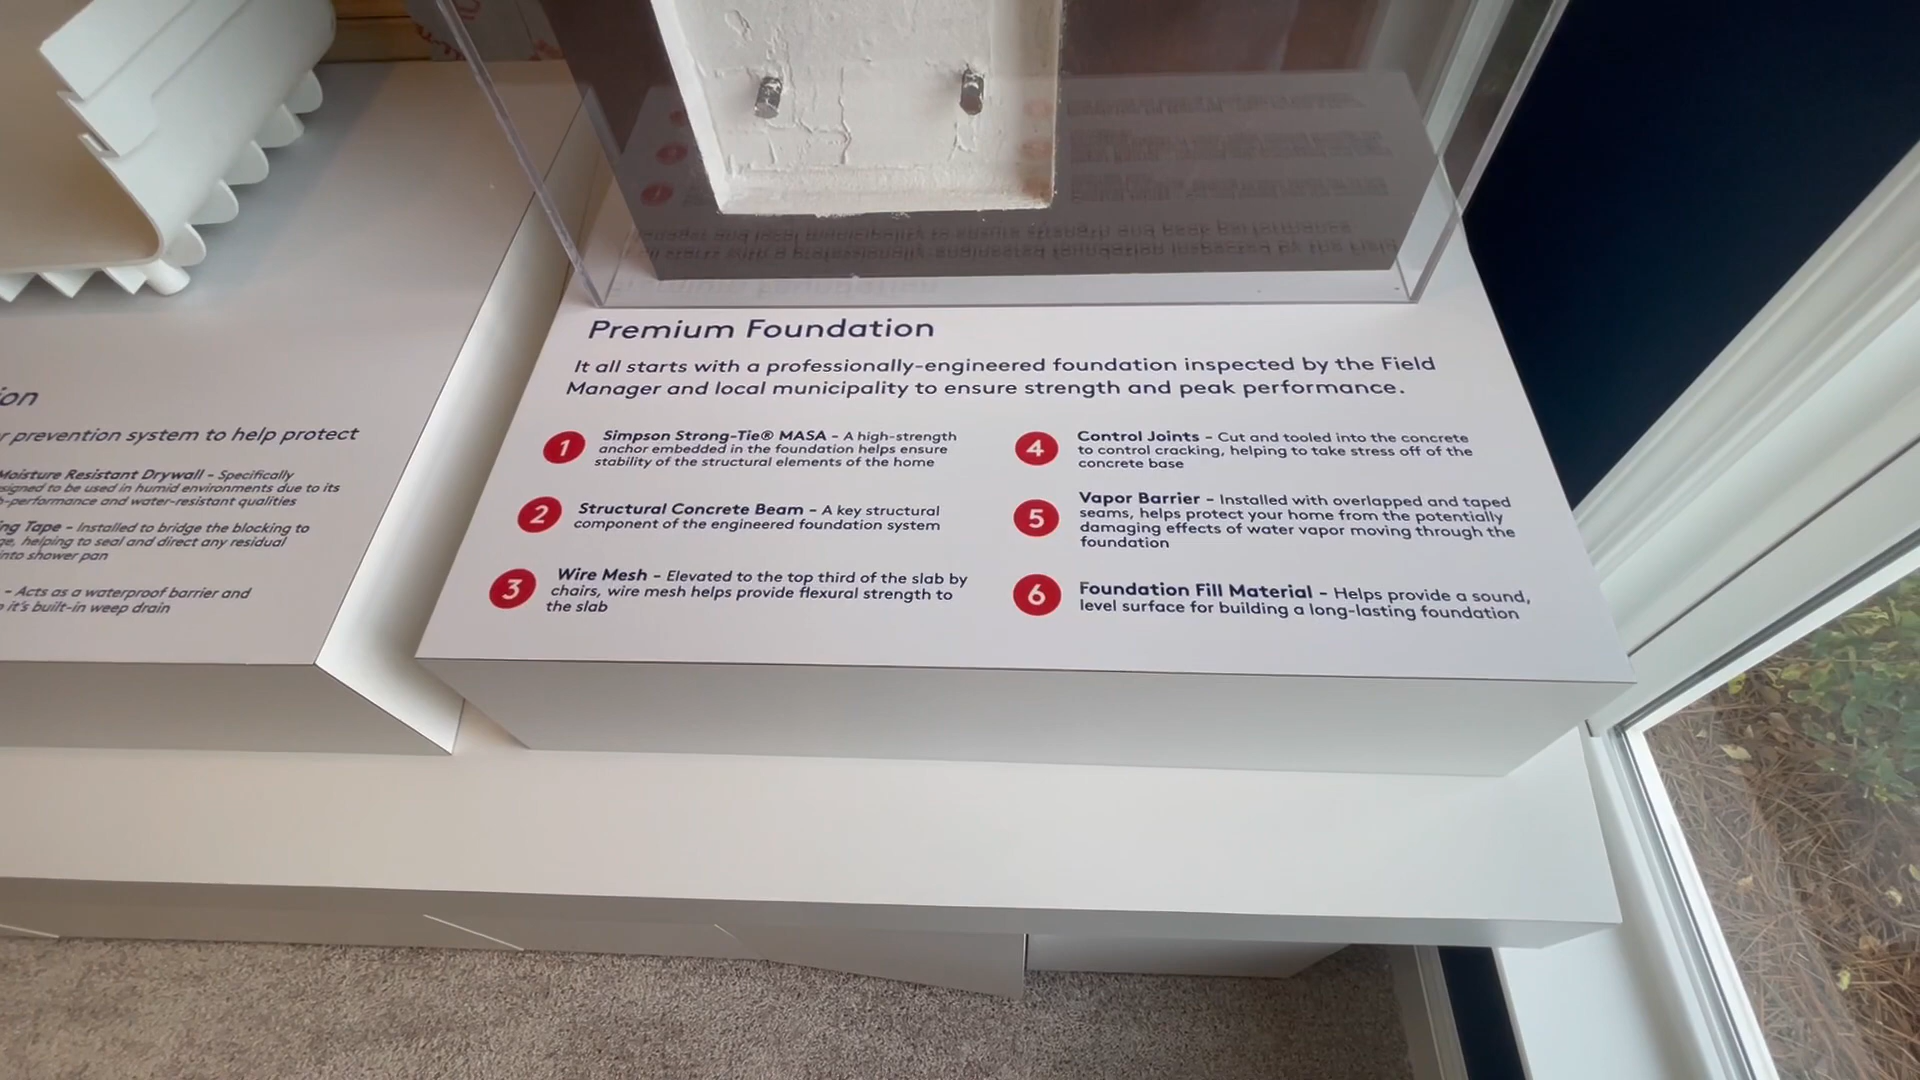 Premium Foundation
It all starts with a professionally-engineered foundation inspected by the Field
Manager and local municipality to ensure strength and peak performance.
1 Simpson Strong-Tie® MASA – A high-strength
anchor embedded in the foundation helps ensure
stability of the structural elements of the home
2 Structural Concrete Beam – A key structural
component of the engineered foundation system
3 Wire Mesh – Elevated to the top third of the slab by
chairs, wire mesh helps provide flexural strength to
the slab
4 Control Joints – Cut and tooled into the concrete
to control cracking, helping to take stress off of the
concrete base
5 Vapor Barrier – Installed with overlapped and taped
seams, helps protect your home from the potentially
damaging effects of water vapor moving through the
foundation
6 Foundation Fill Material – Helps provide a sound,
level surface for building a long-lasting foundation
prevention system to help protect
Moisture Resistant Drywall – Specifically
to be used in humid environments due to its
performance and water-resistant qualities
Tape – Installed to bridge the blocking to
helping to seal and direct any residual
into shower pan
– Acts as a waterproof barrier and
it's built-in weep drain